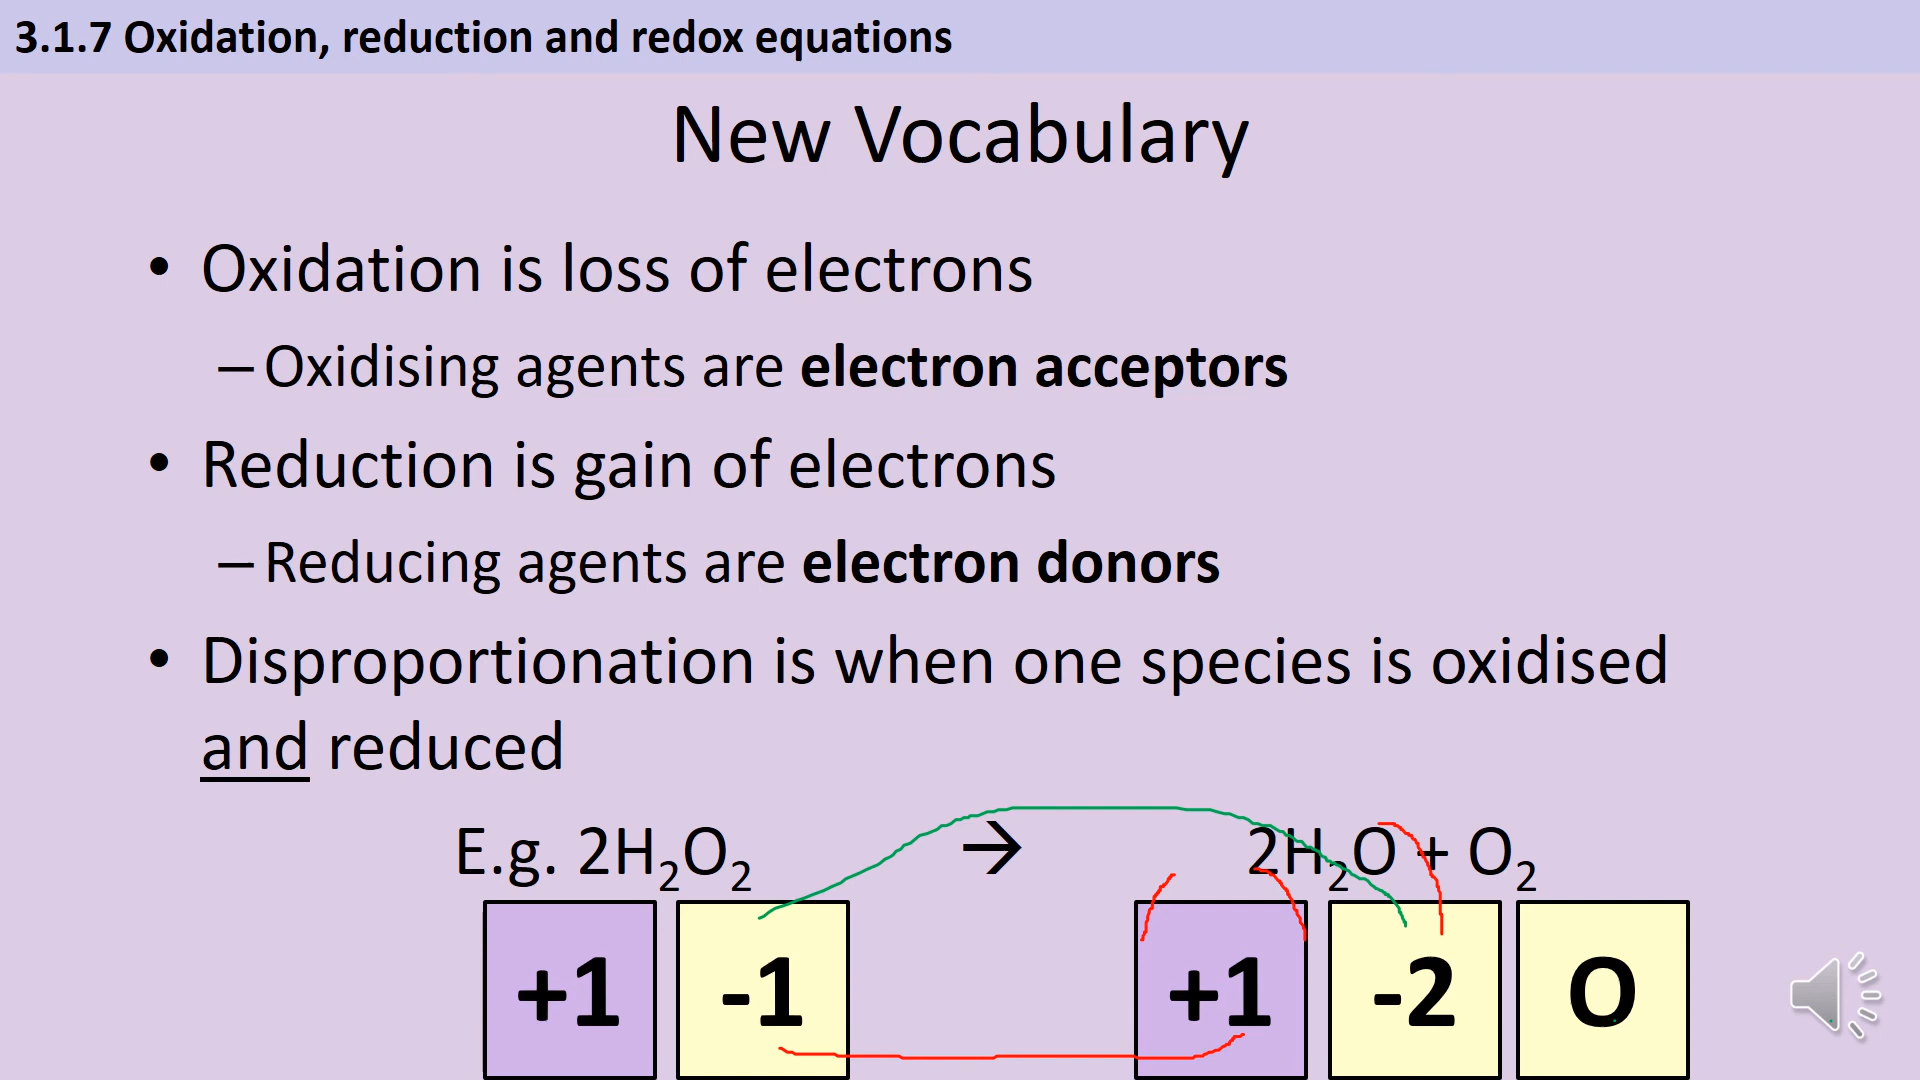 3.1.7 Oxidation, reduction and redox equations
New Vocabulary
• Oxidation is loss of electrons
– Oxidising agents are electron acceptors
• Reduction is gain of electrons
– Reducing agents are electron donors
• Disproportionation is when one species is oxidised
and reduced
E.g. 2H₂O₂ → 2H₂O + O₂
+1 -1 +1 -2 O